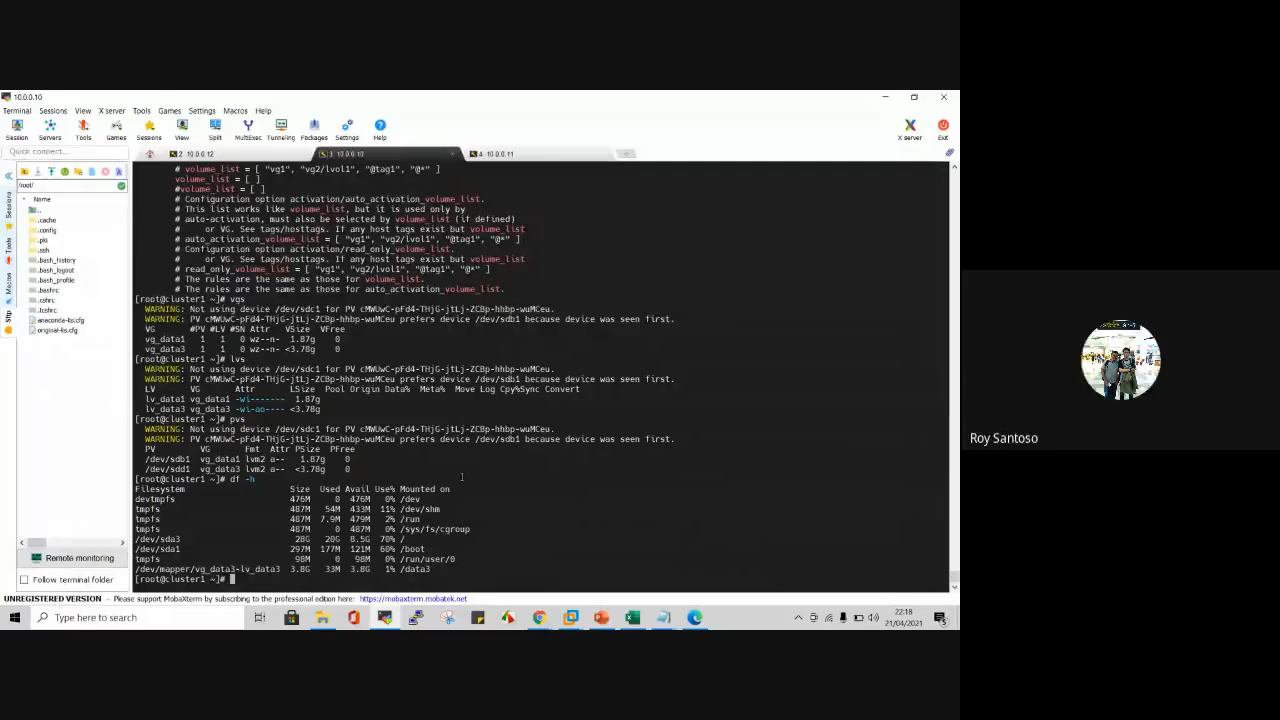 10.0.0.10
Terminal Sessions View X server Tools Games Settings Macros Help
Session Servers Tools Games Sessions View Split MultiExec Tunneling Packages Settings Help X server Exit
Quick connect...
2. 10.0.0.12
3. 10.0.0.10
4. 10.0.0.11
/root/
Name
..
.cache
.config
.pki
.ssh
.bash_history
.bash_logout
.bash_profile
.bashrc
.cshrc
.tcshrc
anaconda-ks.cfg
original-ks.cfg
Sessions
Tools
Macros
Sftp
Remote monitoring
Follow terminal folder
# volume_list = [ "vg1", "vg2/lvol1", "@tag1", "@*" ]
volume_list = [ ]
#volume_list = [ ]
# Configuration option activation/auto_activation_volume_list.
# This list works like volume_list, but it is used only by
# auto-activation, must also be selected by volume_list (if defined)
# or VG. See tags/hosttags. If any host tags exist but volume_list
# auto_activation_volume_list = [ "vg1", "vg2/lvol1", "@tag1", "@*" ]
# Configuration option activation/read_only_volume_list.
# or VG. See tags/hosttags. If any host tags exist but volume_list
# read_only_volume_list = [ "vg1", "vg2/lvol1", "@tag1", "@*" ]
# The rules are the same as those for volume_list.
# The rules are the same as those for auto_activation_volume_list.
[root@cluster1 ~]# vgs
WARNING: Not using device /dev/sdc1 for PV cMWUwC-pFd4-THjG-jtLj-ZCBp-hhbp-wuMCeu.
WARNING: PV cMWUwC-pFd4-THjG-jtLj-ZCBp-hhbp-wuMCeu prefers device /dev/sdb1 because device was seen first.
VG #PV #LV #SN Attr VSize VFree
vg_data1 1 1 0 wz--n- 1.87g 0
vg_data3 1 1 0 wz--n- <3.78g 0
[root@cluster1 ~]# lvs
WARNING: Not using device /dev/sdc1 for PV cMWUwC-pFd4-THjG-jtLj-ZCBp-hhbp-wuMCeu.
WARNING: PV cMWUwC-pFd4-THjG-jtLj-ZCBp-hhbp-wuMCeu prefers device /dev/sdb1 because device was seen first.
LV VG Attr LSize Pool Origin Data% Meta% Move Log Cpy%Sync Convert
lv_data1 vg_data1 -wi------- 1.87g
lv_data3 vg_data3 -wi-ao---- <3.78g
[root@cluster1 ~]# pvs
WARNING: Not using device /dev/sdc1 for PV cMWUwC-pFd4-THjG-jtLj-ZCBp-hhbp-wuMCeu.
WARNING: PV cMWUwC-pFd4-THjG-jtLj-ZCBp-hhbp-wuMCeu prefers device /dev/sdb1 because device was seen first.
PV VG Fmt Attr PSize PFree
/dev/sdb1 vg_data1 lvm2 a-- 1.87g 0
/dev/sdd1 vg_data3 lvm2 a-- <3.78g 0
[root@cluster1 ~]# df -h
Filesystem Size Used Avail Use% Mounted on
devtmpfs 476M 0 476M 0% /dev
tmpfs 487M 54M 433M 11% /dev/shm
tmpfs 487M 7.9M 479M 2% /run
tmpfs 487M 0 487M 0% /sys/fs/cgroup
/dev/sda3 28G 20G 8.5G 70% /
/dev/sda1 297M 177M 121M 60% /boot
tmpfs 98M 0 98M 0% /run/user/0
/dev/mapper/vg_data3-lv_data3 3.8G 33M 3.8G 1% /data3
[root@cluster1 ~]#
UNREGISTERED VERSION - Please support MobaXterm by subscribing to the professional edition here: https://mobaxterm.mobatek.net
Type here to search
22:18
21/04/2021
Roy Santoso